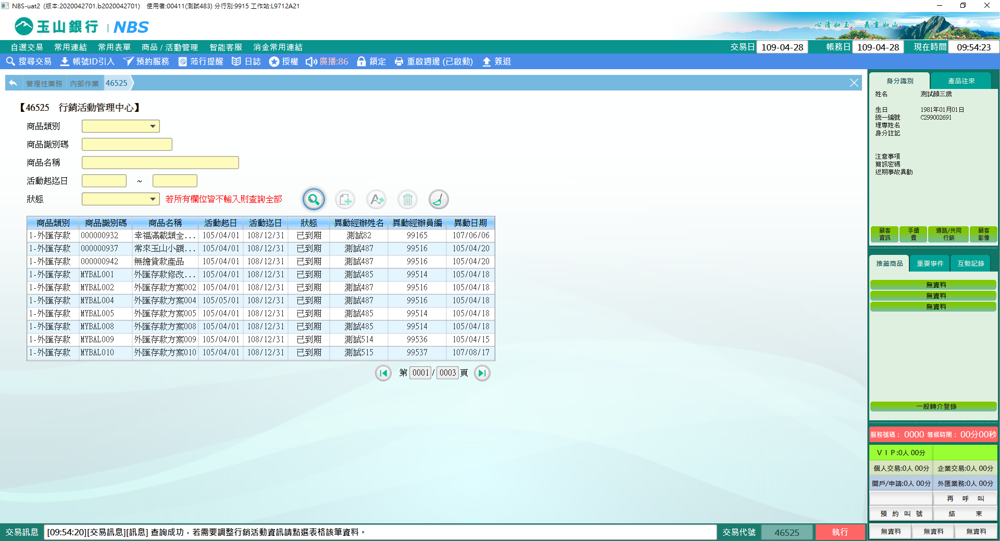 NBS-uat2 (版本:2020042701.b2020042701) 使用者:00411(測試483) 分行別:9915 工作站:L9712A21
玉山銀行 | NBS
心清如玉。 義重如山。
自選交易 常用連結 常用表單 商品 / 活動管理 智能客服 消金常用連結
交易日 109-04-28 帳務日 109-04-28 現在時間 09:54:23
搜尋交易 帳號ID引入 預約服務 蒞行提醒 日誌 授權 廣播:86 鎖定 重啟週邊 (已啟動) 簽退
管理性業務 內部作業 46525
【46525 行銷活動管理中心】
商品類別
商品識別碼
商品名稱
活動起迄日 ~
狀態 若所有欄位皆不輸入則查詢全部
商品類別 商品識別碼 商品名稱 活動起日 活動迄日 狀態 異動經辦姓名 異動經辦員編 異動日期
1-外匯存款 000000932 幸福滿載類全... 105/04/01 108/12/31 已到期 測試82 99165 107/06/06
1-外匯存款 000000937 常來玉山小額... 105/04/01 108/12/31 已到期 測試487 99516 105/04/20
1-外匯存款 000000942 無擔貸款產品 105/04/01 108/12/31 已到期 測試487 99516 105/04/20
1-外匯存款 MYBAL001 外匯存款修改... 105/04/01 108/12/31 已到期 測試485 99514 105/04/18
1-外匯存款 MYBAL002 外匯存款方案002 105/04/01 108/12/31 已到期 測試487 99516 105/04/18
1-外匯存款 MYBAL004 外匯存款方案004 105/05/01 108/12/31 已到期 測試487 99516 105/04/18
1-外匯存款 MYBAL005 外匯存款方案005 105/04/01 108/12/31 已到期 測試485 99514 105/04/18
1-外匯存款 MYBAL008 外匯存款方案008 105/04/01 108/12/31 已到期 測試485 99514 105/04/18
1-外匯存款 MYBAL009 外匯存款方案009 105/04/01 108/12/31 已到期 測試514 99536 105/04/15
1-外匯存款 MYBAL010 外匯存款方案010 105/04/01 108/12/31 已到期 測試515 99537 107/08/17
第 0001 / 0003 頁
身分識別 產品往來
姓名 測試顏三歲
生日 1981年01月01日
統一編號 C299002691
理專姓名
身分註記
注意事項
簡訊密碼
近期事故異動
顧客資訊 手續費 通路/共同行銷 顧客影像
推薦商品 重要事件 互動記錄
無資料
無資料
無資料
一般轉介登錄
服務號碼： 0000 等候時間： 00分00秒
ＶＩＰ:0人 00分
個人交易:0人 00分 企業交易:0人 00分
開戶/申請:0人 00分 外匯業務:0人 00分
再 呼 叫
預 約 叫 號 結 束
無資料 無資料 無資料
交易訊息 [09:54:20][交易訊息][訊息] 查詢成功，若需要調整行銷活動資訊請點選表格該筆資料。 交易代號 46525 執行